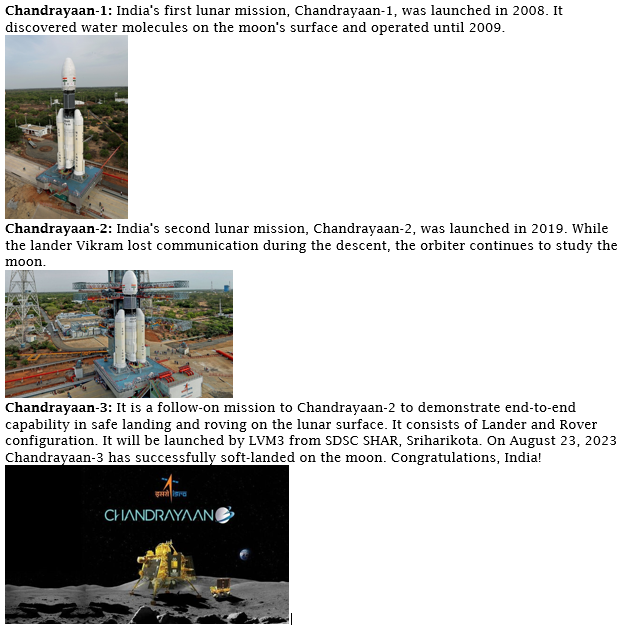 Chandrayaan-1: India's first lunar mission, Chandrayaan-1, was launched in 2008. It
discovered water molecules on the moon's surface and operated until 2009.
Chandrayaan-2: India's second lunar mission, Chandrayaan-2, was launched in 2019. While
the lander Vikram lost communication during the descent, the orbiter continues to study the
moon.
Chandrayaan-3: It is a follow-on mission to Chandrayaan-2 to demonstrate end-to-end
capability in safe landing and roving on the lunar surface. It consists of Lander and Rover
configuration. It will be launched by LVM3 from SDSC SHAR, Sriharikota. On August 23, 2023
Chandrayaan-3 has successfully soft-landed on the moon. Congratulations, India!
इसरो isro
CHANDRAYAAN